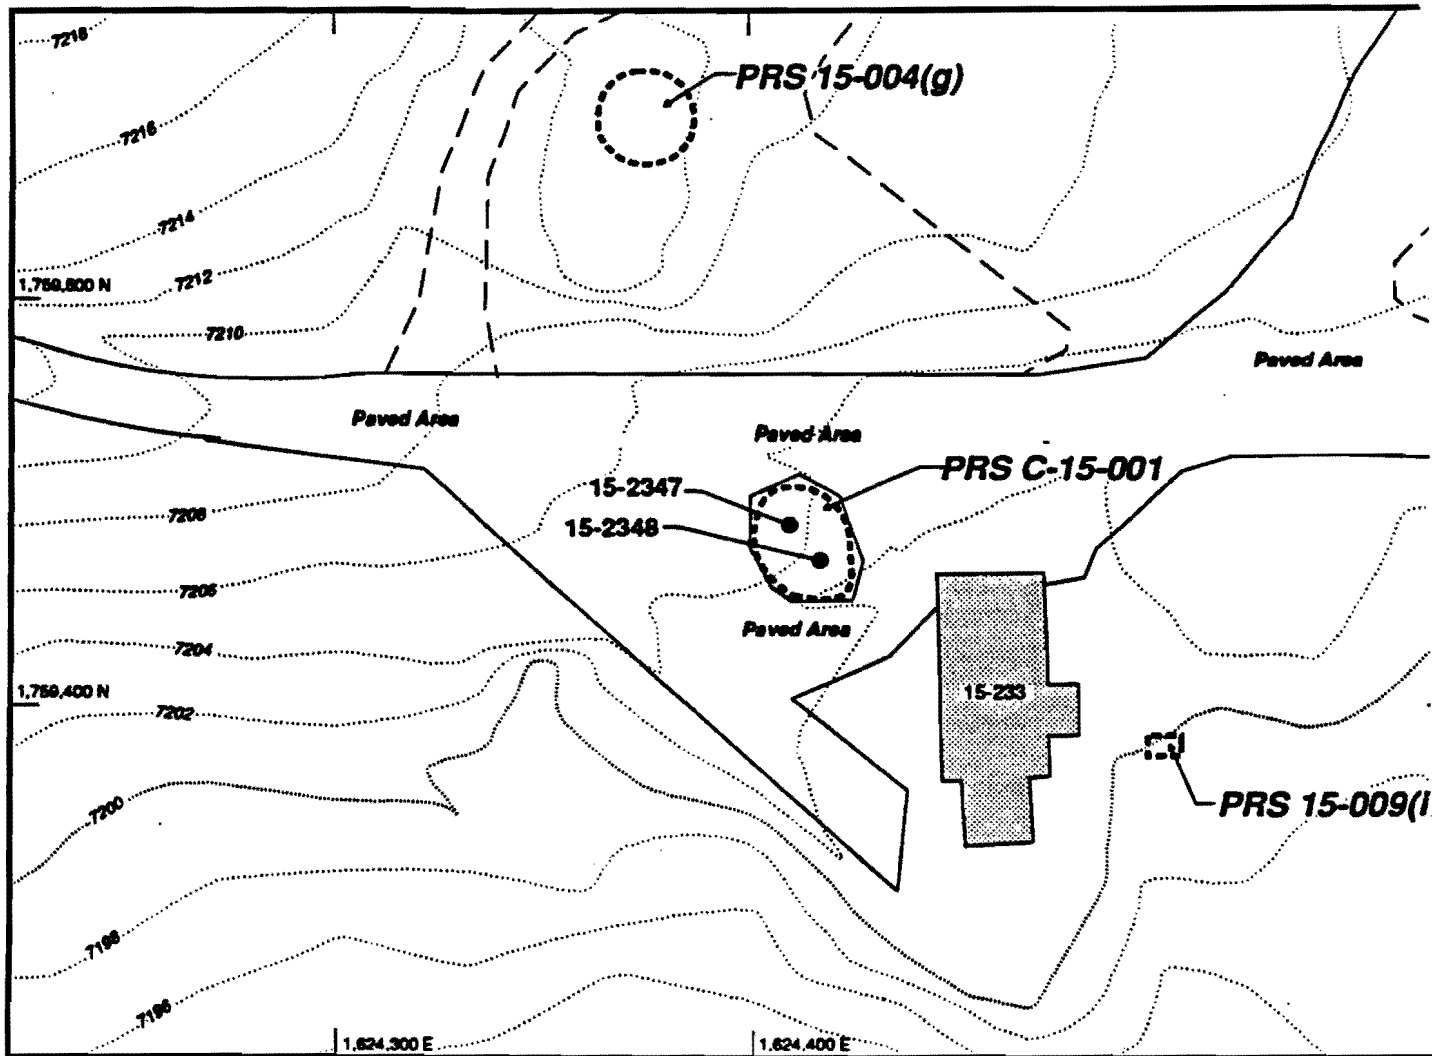 7218
PRS 15-004(g)
7216
7214
7212
1,759,500 N
7210
Paved Area
Paved Area
Paved Area
PRS C-15-001
15-2347
7208
15-2348
7206
Paved Area
7204
15-233
1,759,400 N
7202
7200
PRS 15-009(i
7198
7196
1,624,300 E
1,624,400 E